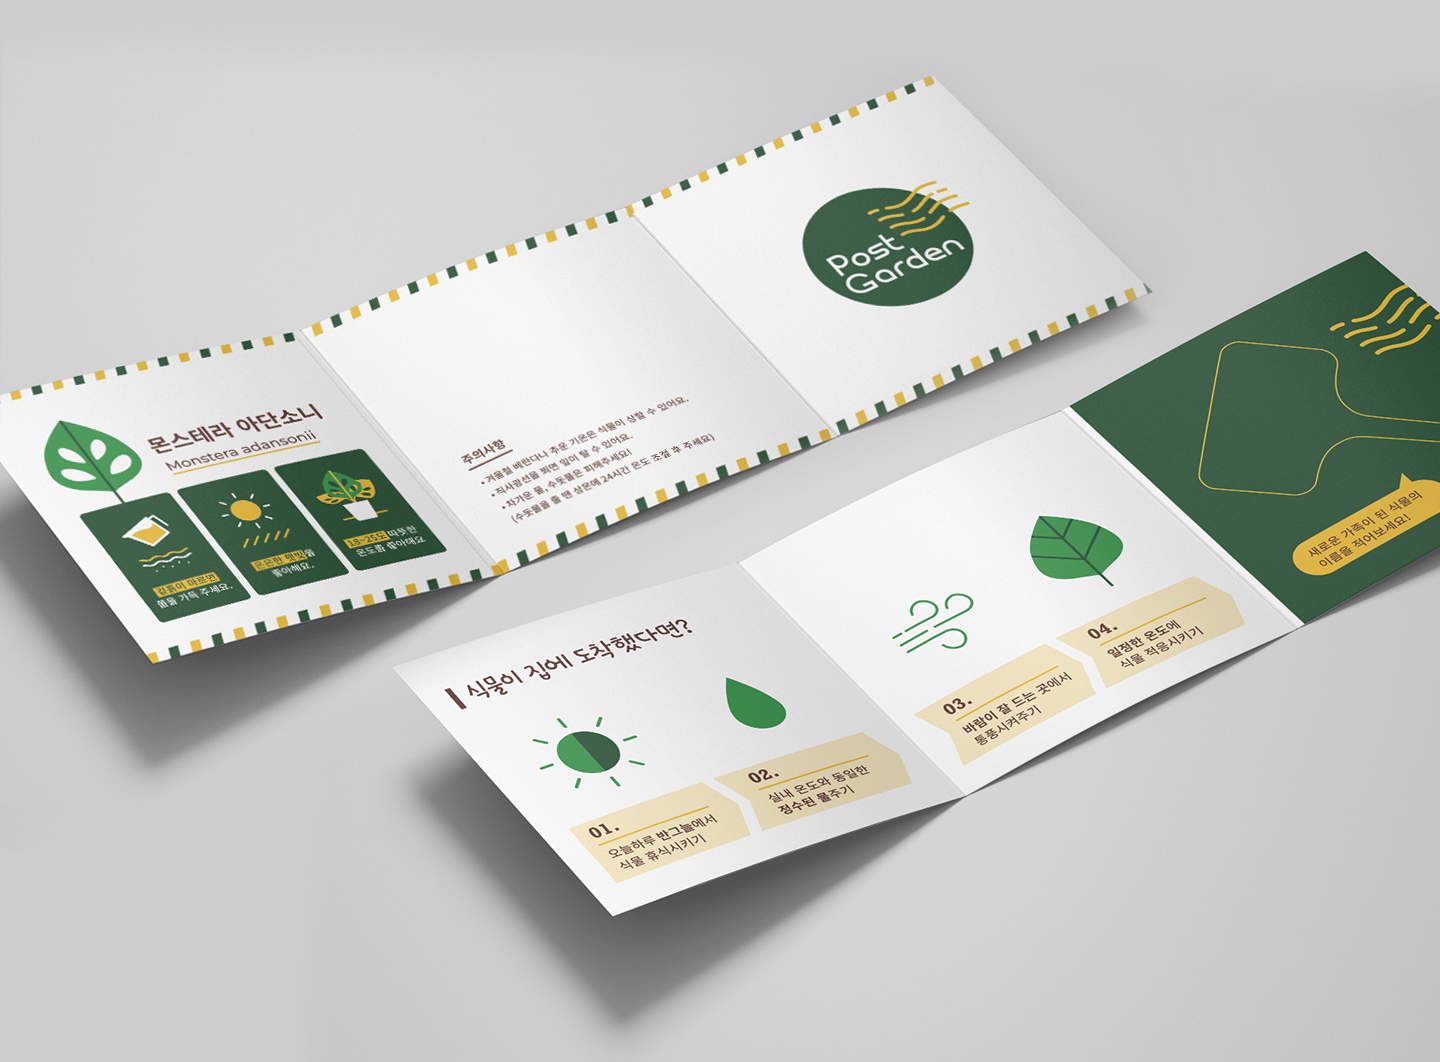 몬스테라 아단소니
Monstera adansonii
겉흙이 마르면
물을 가득 주세요.
은은한 햇빛을
좋아해요.
18~25도 따뜻한
온도를 좋아해요
주의사항
• 겨울철 베란다나 추운 기온은 식물이 상할 수 있어요.
• 직사광선을 쬐면 잎이 탈 수 있어요.
• 차가운 물, 수돗물은 피해주세요!
(수돗물을 줄 땐 상온에 24시간 온도 조절 후 주세요)
Post
Garden
식물이 집에 도착했다면?
01.
오늘하루 반그늘에서
식물 휴식시키기
02.
실내 온도와 동일한
정수된 물주기
03.
바람이 잘 드는 곳에서
통풍시켜주기
04.
일정한 온도에
식물 적응시키기
새로운 가족이 된 식물의
이름을 적어보세요!